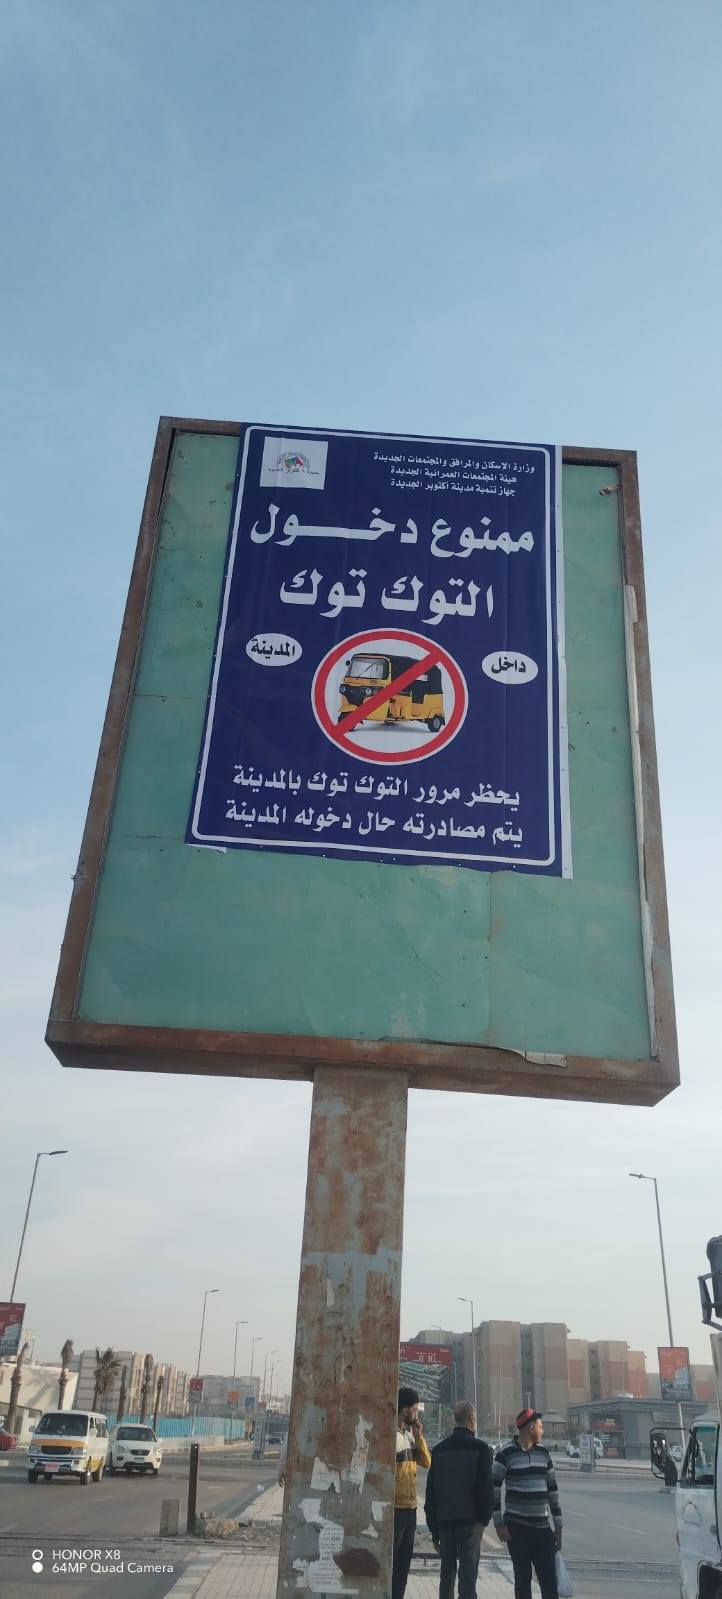 وزارة الاسكان والمرافق والمجتمعات الجديدة
هيئة المجتمعات العمرانية الجديدة
جهاز تنمية مدينة أكتوبر الجديدة
ممنوع دخـــول
التوك توك
داخل
المدينة
يحظر مرور التوك توك بالمدينة
يتم مصادرته حال دخوله المدينة
HONOR X8
64MP Quad Camera